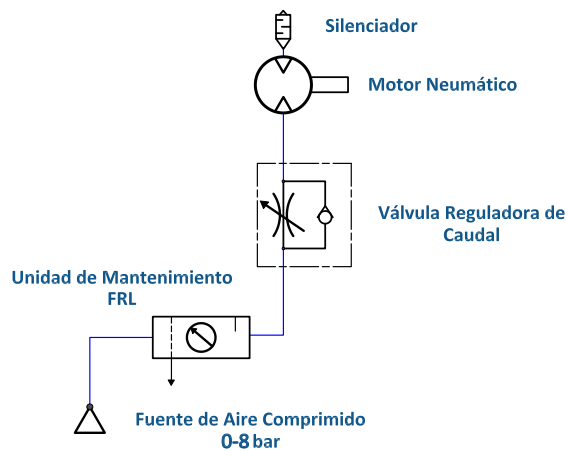 Silenciador
Motor Neumático
Válvula Reguladora de
Caudal
Unidad de Mantenimiento
FRL
Fuente de Aire Comprimido
0-8 bar